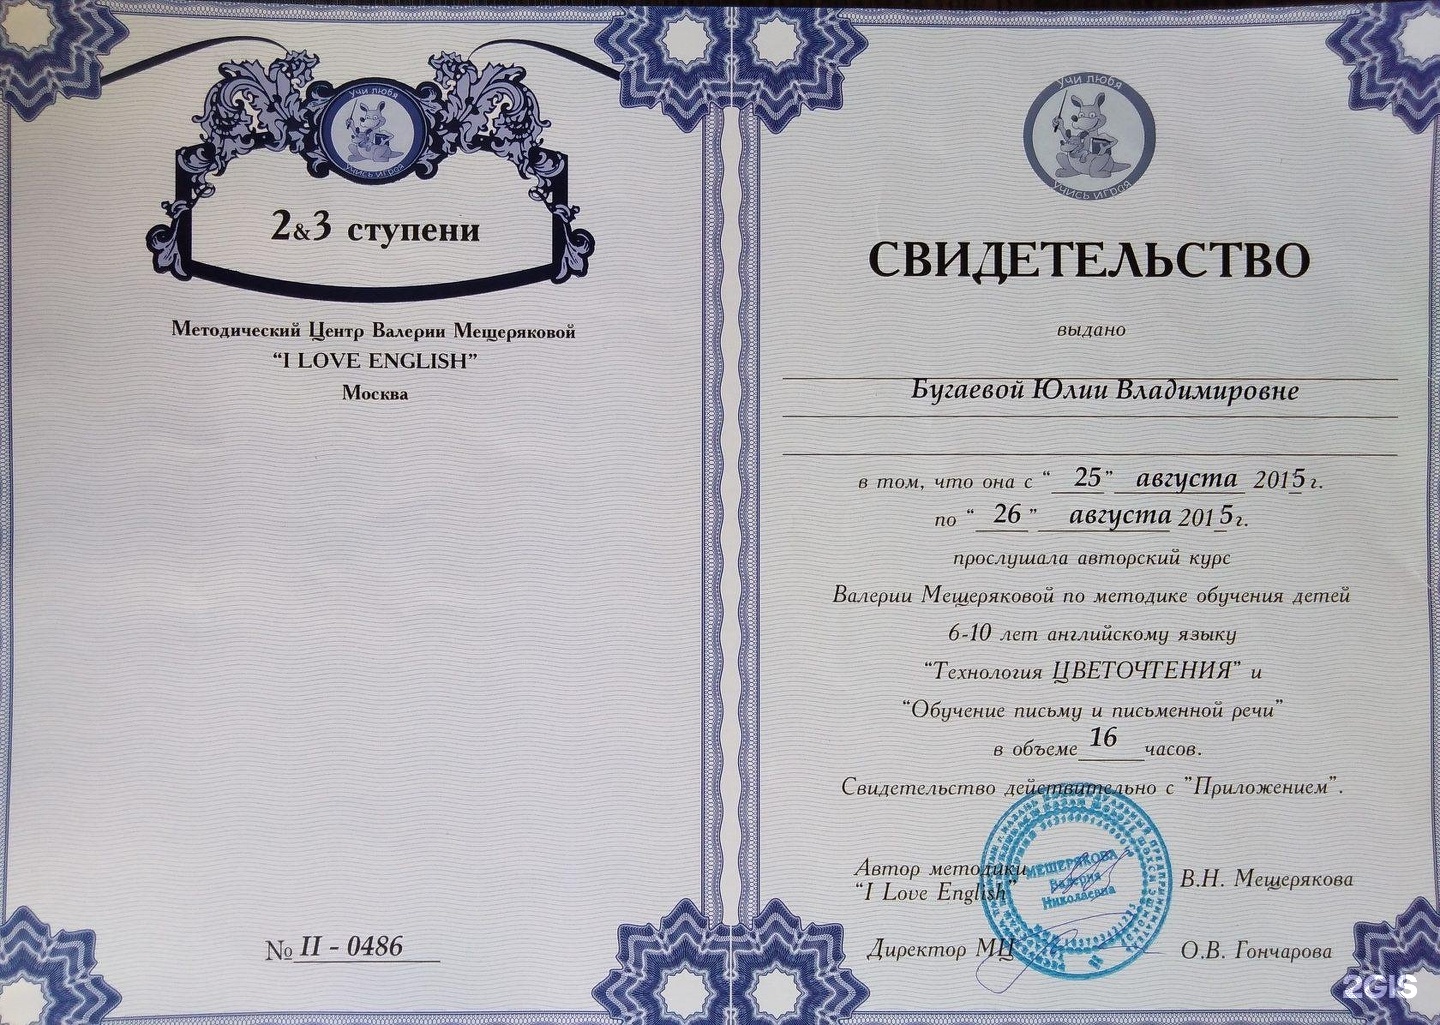 УЧИ ЛЮБЯ
УЧИСЬ ИГРАЯ
2&3 ступени
Методический Центр Валерии Мещеряковой
“I LOVE ENGLISH”
Москва
№ II - 0486
УЧИ ЛЮБЯ
УЧИСЬ ИГРАЯ
СВИДЕТЕЛЬСТВО
выдано
Бугаевой Юлии Владимировне
в том, что она с “ 25 ” августа 2015 г.
по “ 26 ” августа 2015 г.
прослушала авторский курс
Валерии Мещеряковой по методике обучения детей
6-10 лет английскому языку
“Технология ЦВЕТОЧТЕНИЯ” и
“Обучение письму и письменной речи”
в объеме 16 часов.
Свидетельство действительно с "Приложением".
Автор методики
“I Love English”
В.Н. Мещерякова
МЕЩЕРЯКОВА
Валерия
Николаевна
Директор МЦ
О.В. Гончарова
2GIS
2GIS